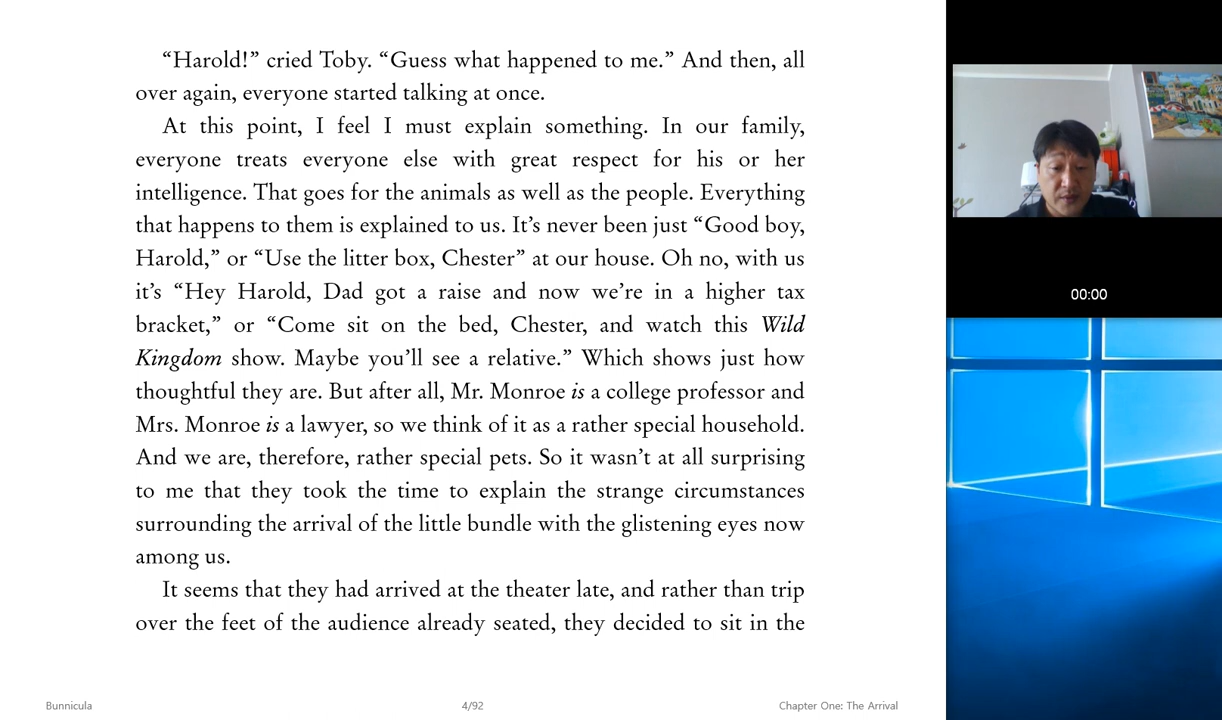 “Harold!” cried Toby. “Guess what happened to me.” And then, all
over again, everyone started talking at once.
At this point, I feel I must explain something. In our family,
everyone treats everyone else with great respect for his or her
intelligence. That goes for the animals as well as the people. Everything
that happens to them is explained to us. It’s never been just “Good boy,
Harold,” or “Use the litter box, Chester” at our house. Oh no, with us
it’s “Hey Harold, Dad got a raise and now we’re in a higher tax
bracket,” or “Come sit on the bed, Chester, and watch this Wild
Kingdom show. Maybe you’ll see a relative.” Which shows just how
thoughtful they are. But after all, Mr. Monroe is a college professor and
Mrs. Monroe is a lawyer, so we think of it as a rather special household.
And we are, therefore, rather special pets. So it wasn’t at all surprising
to me that they took the time to explain the strange circumstances
surrounding the arrival of the little bundle with the glistening eyes now
among us.
It seems that they had arrived at the theater late, and rather than trip
over the feet of the audience already seated, they decided to sit in the
Bunnicula
4/92
Chapter One: The Arrival
00:00